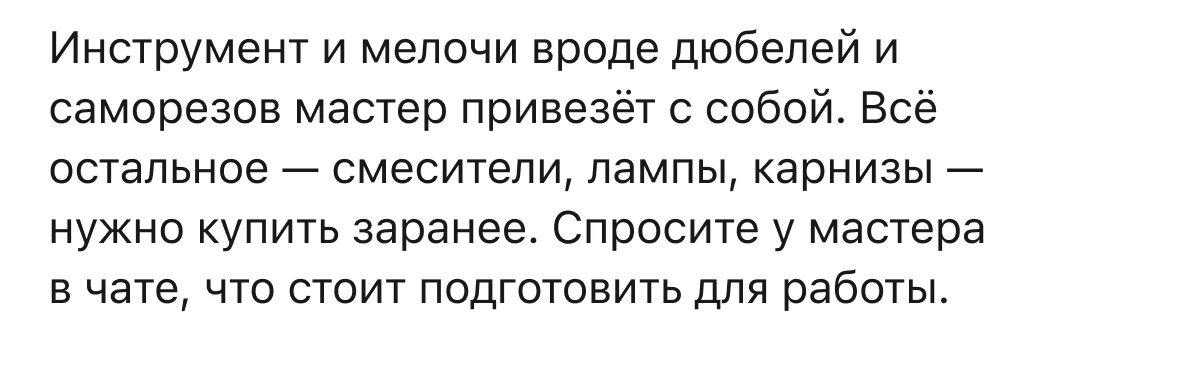 Инструмент и мелочи вроде дюбелей и
саморезов мастер привезёт с собой. Всё
остальное — смесители, лампы, карнизы —
нужно купить заранее. Спросите у мастера
в чате, что стоит подготовить для работы.